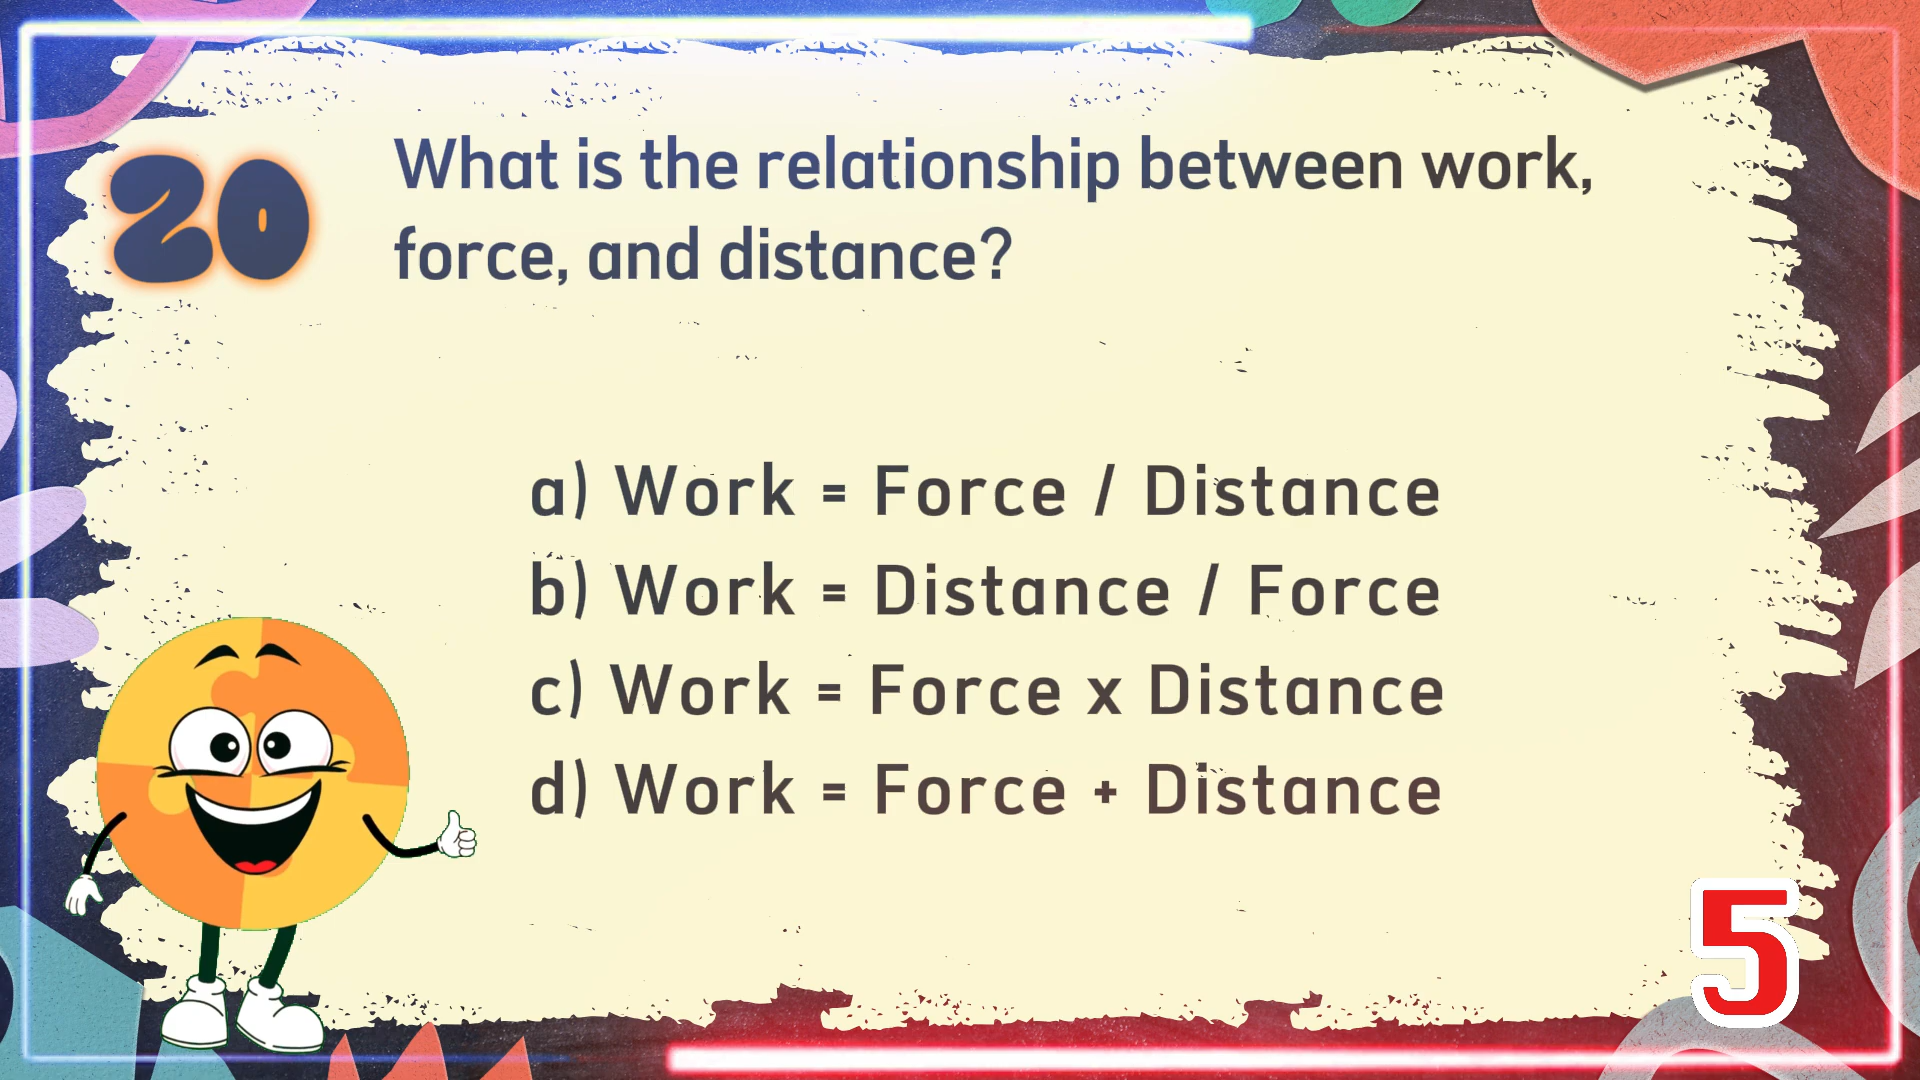 20
What is the relationship between work,
force, and distance?
a) Work = Force / Distance
b) Work = Distance / Force
c) Work = Force x Distance
d) Work = Force + Distance
5